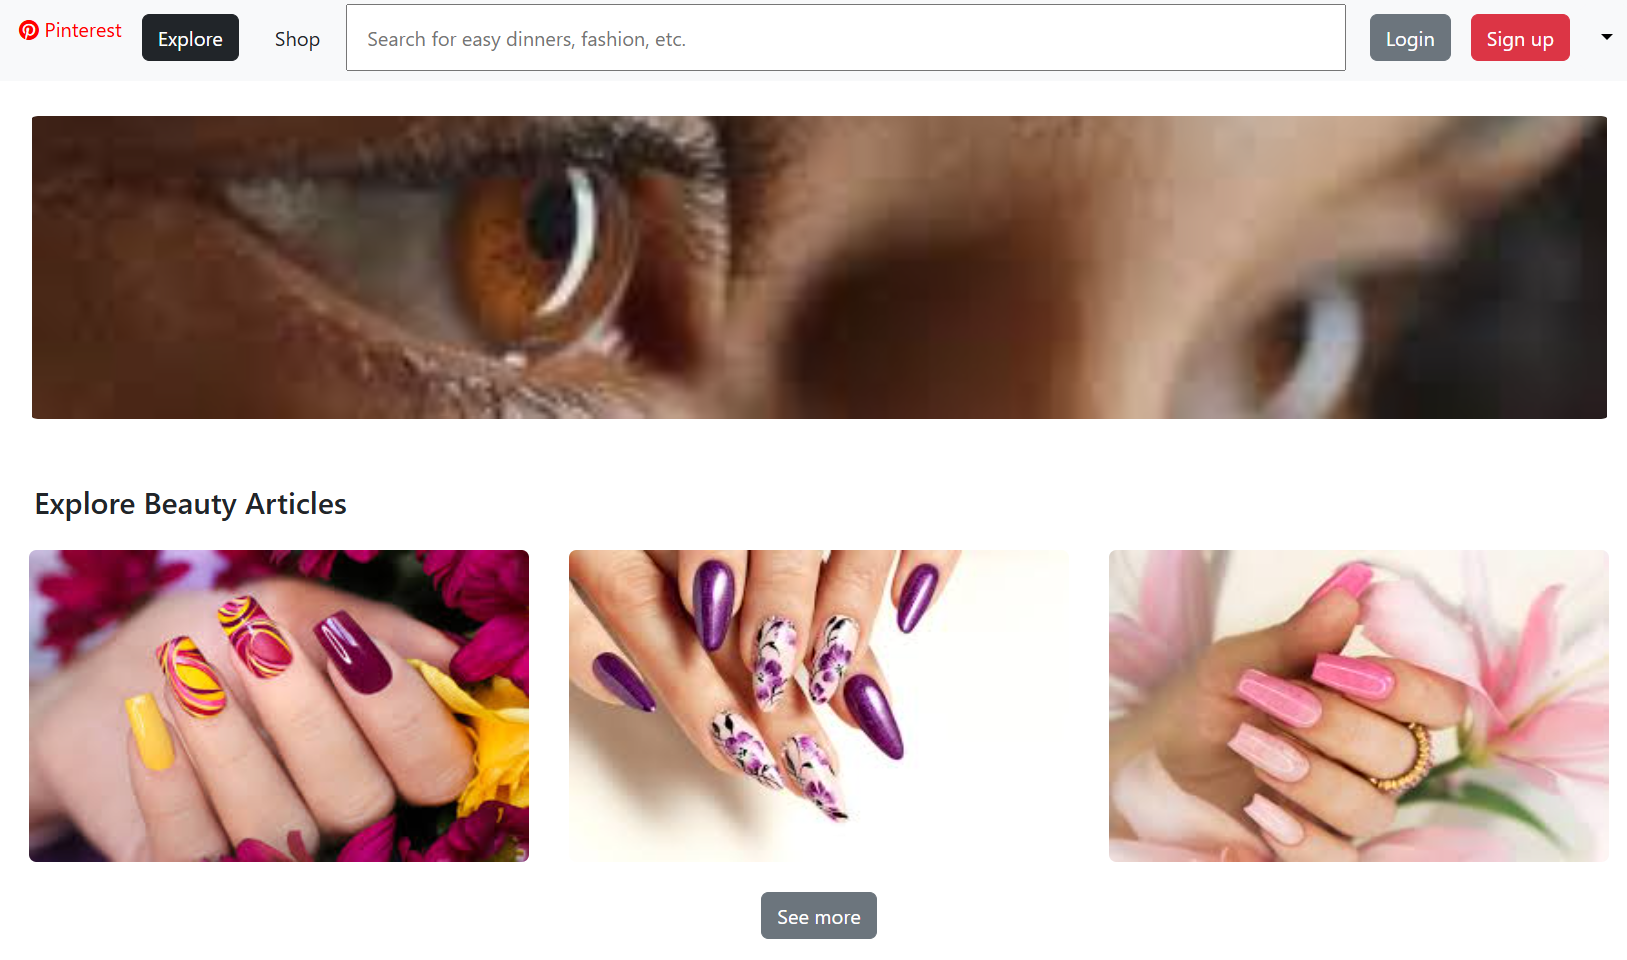 Pinterest
Explore
Shop
Search for easy dinners, fashion, etc.
Login
Sign up
Explore Beauty Articles
See more